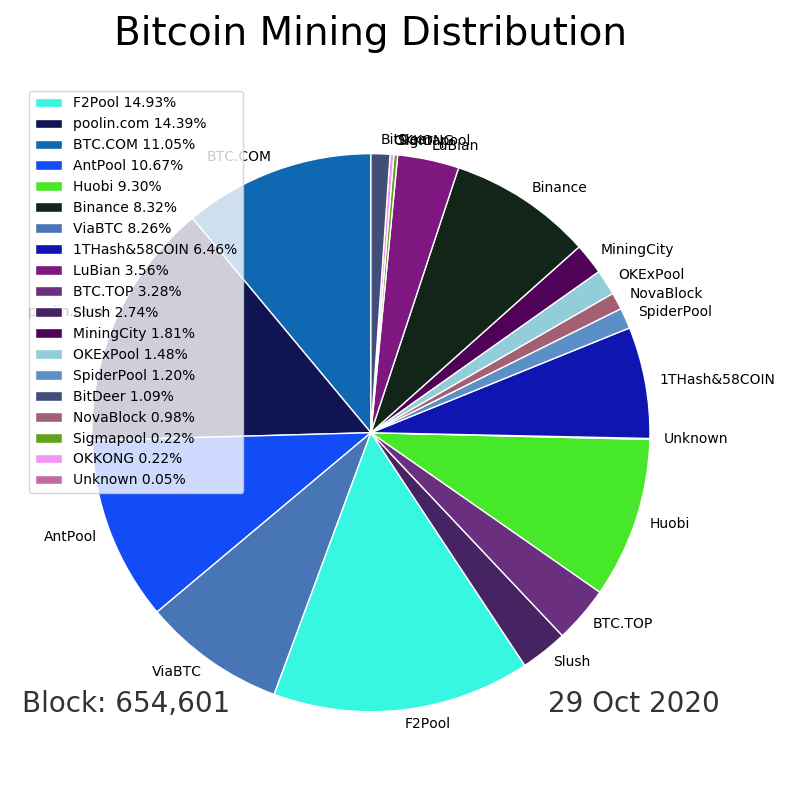 Bitcoin Mining Distribution
F2Pool 14.93%
poolin.com 14.39%
BTC.COM 11.05%
AntPool 10.67%
Huobi 9.30%
Binance 8.32%
ViaBTC 8.26%
1THash&58COIN 6.46%
LuBian 3.56%
BTC.TOP 3.28%
Slush 2.74%
MiningCity 1.81%
OKExPool 1.48%
SpiderPool 1.20%
BitDeer 1.09%
NovaBlock 0.98%
Sigmapool 0.22%
OKKONG 0.22%
Unknown 0.05%
BTC.COM
LuBian
Binance
MiningCity
OKExPool
NovaBlock
SpiderPool
1THash&58COIN
Unknown
Huobi
BTC.TOP
Slush
F2Pool
ViaBTC
AntPool
Block: 654,601
29 Oct 2020